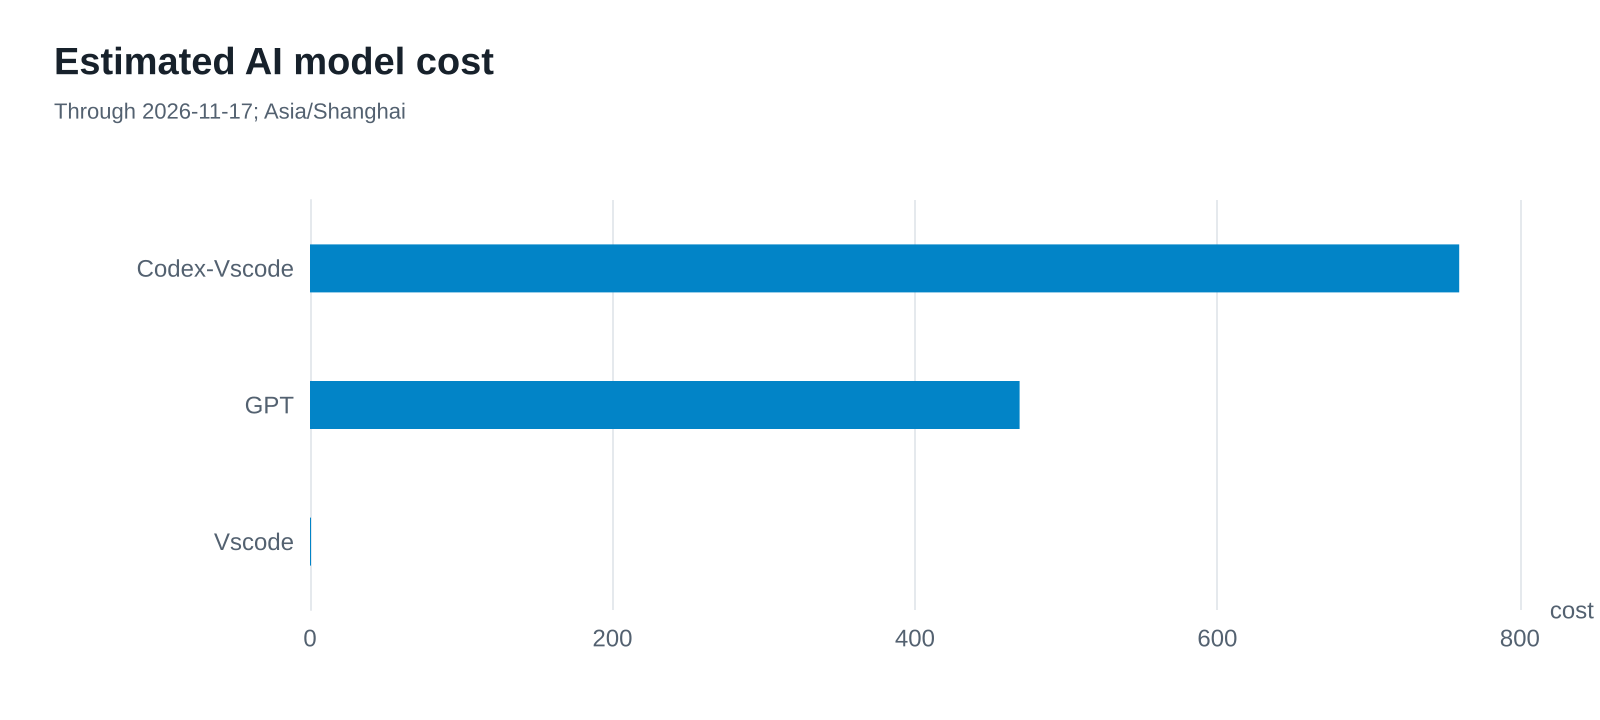 Estimated AI model cost
Through 2026-11-17; Asia/Shanghai
Codex-Vscode
GPT
Vscode
cost
0 200 400 600 800